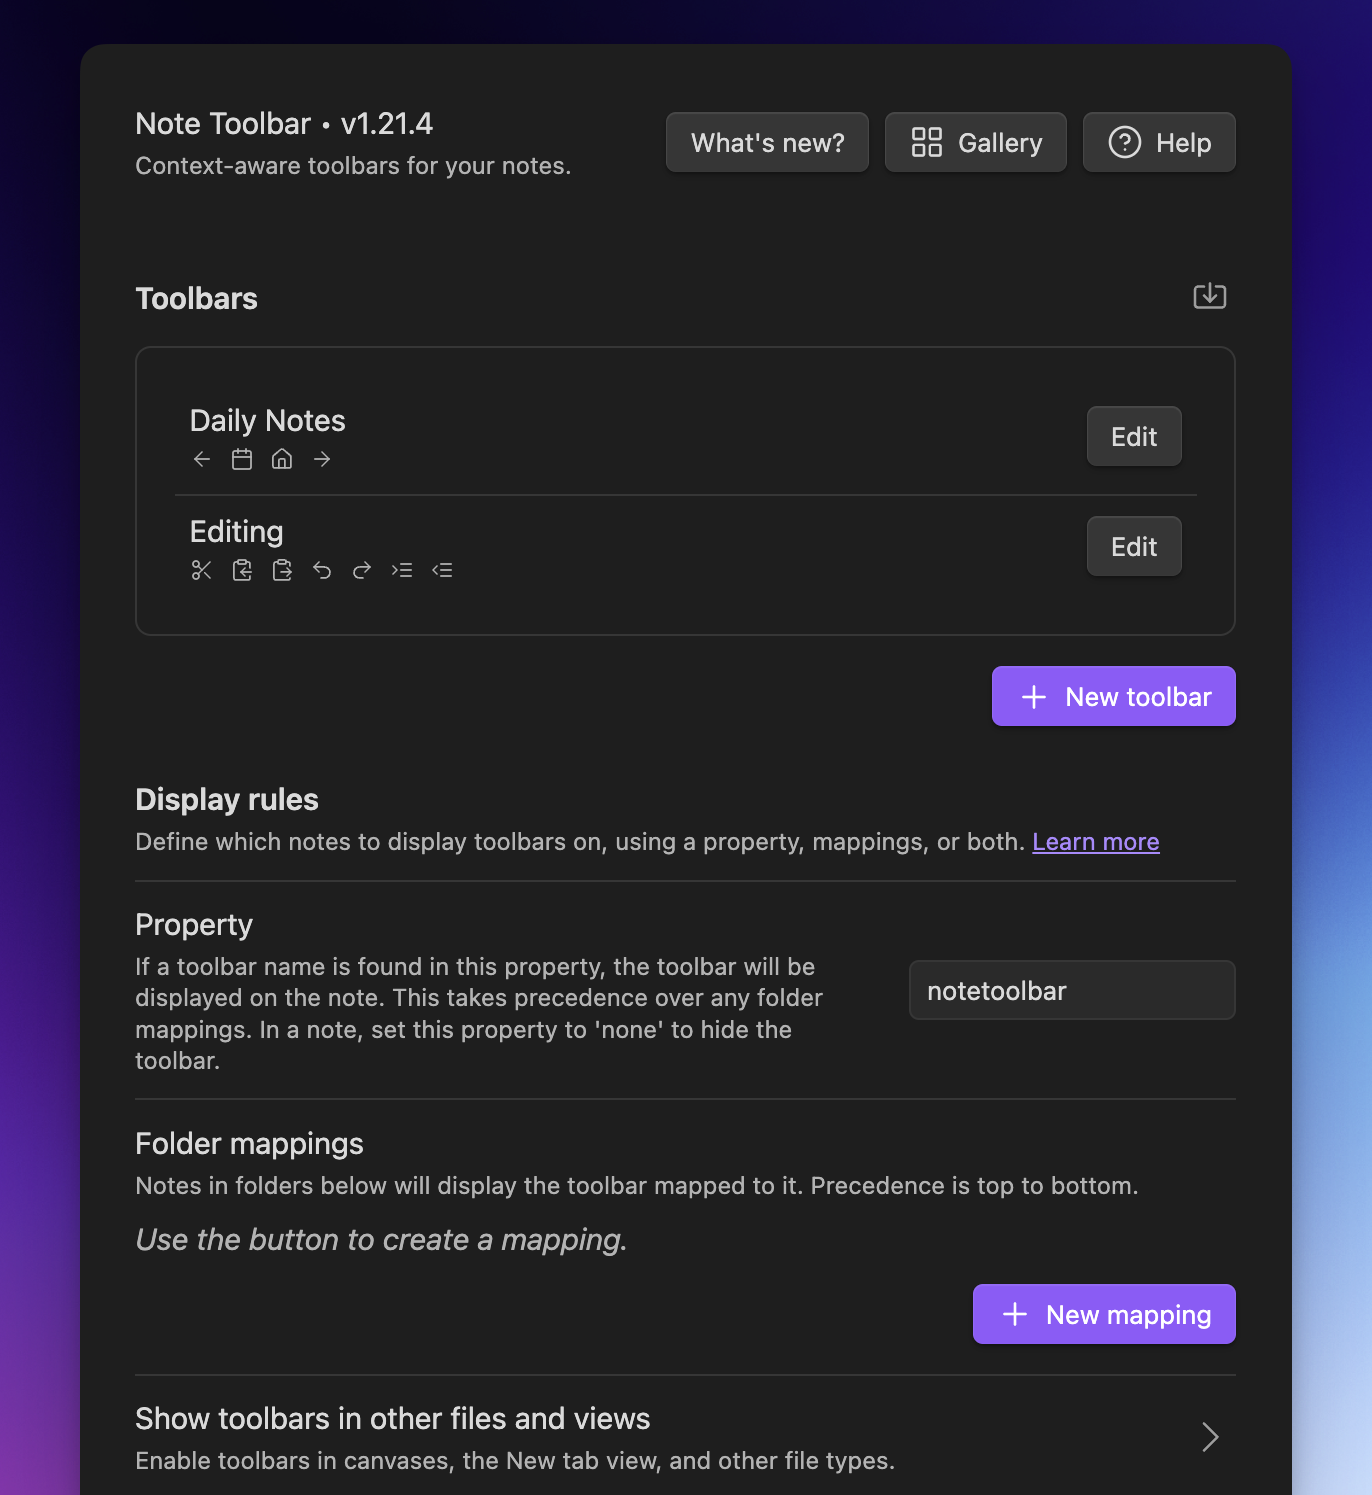 Note Toolbar • v1.21.4
Context-aware toolbars for your notes.
What's new?
Gallery
Help
Toolbars
Daily Notes
Edit
Editing
Edit
New toolbar
Display rules
Define which notes to display toolbars on, using a property, mappings, or both. Learn more
Property
If a toolbar name is found in this property, the toolbar will be
displayed on the note. This takes precedence over any folder
mappings. In a note, set this property to 'none' to hide the
toolbar.
notetoolbar
Folder mappings
Notes in folders below will display the toolbar mapped to it. Precedence is top to bottom.
Use the button to create a mapping.
New mapping
Show toolbars in other files and views
Enable toolbars in canvases, the New tab view, and other file types.